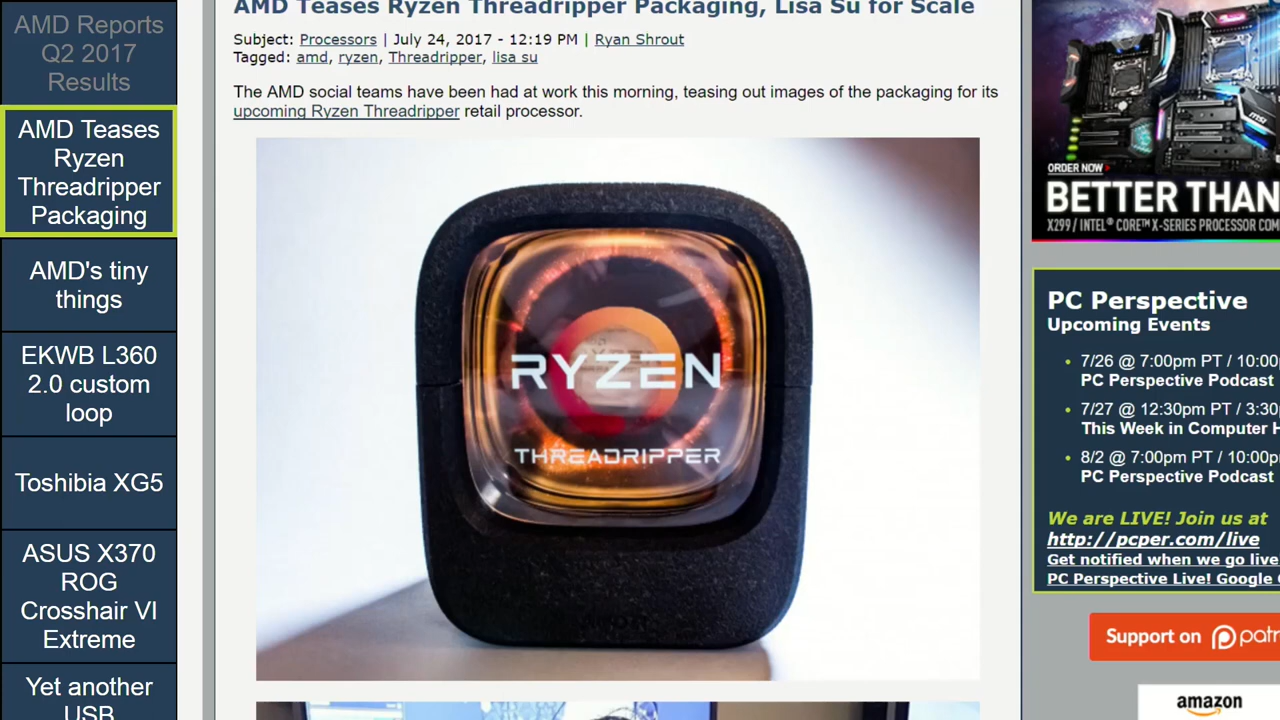 AMD Reports
Q2 2017
Results
AMD Teases
Ryzen
Threadripper
Packaging
AMD's tiny
things
EKWB L360
2.0 custom
loop
Toshibia XG5
ASUS X370
ROG
Crosshair VI
Extreme
Yet another
USB
AMD Teases Ryzen Threadripper Packaging, Lisa Su for Scale
Subject: Processors | July 24, 2017 - 12:19 PM | Ryan Shrout
Tagged: amd, ryzen, Threadripper, lisa su
The AMD social teams have been had at work this morning, teasing out images of the packaging for its
upcoming Ryzen Threadripper retail processor.
RYZEN
THREADRIPPER
msi
ORDER NOW
BETTER THAN
X299 / INTEL® CORE™ X-SERIES PROCESSOR COM
PC Perspective
Upcoming Events
• 7/26 @ 7:00pm PT / 10:00p
PC Perspective Podcast
• 7/27 @ 12:30pm PT / 3:30
This Week in Computer H
• 8/2 @ 7:00pm PT / 10:00p
PC Perspective Podcast
We are LIVE! Join us at
http://pcper.com/live
Get notified when we go live
PC Perspective Live! Google C
Support on patr
amazon